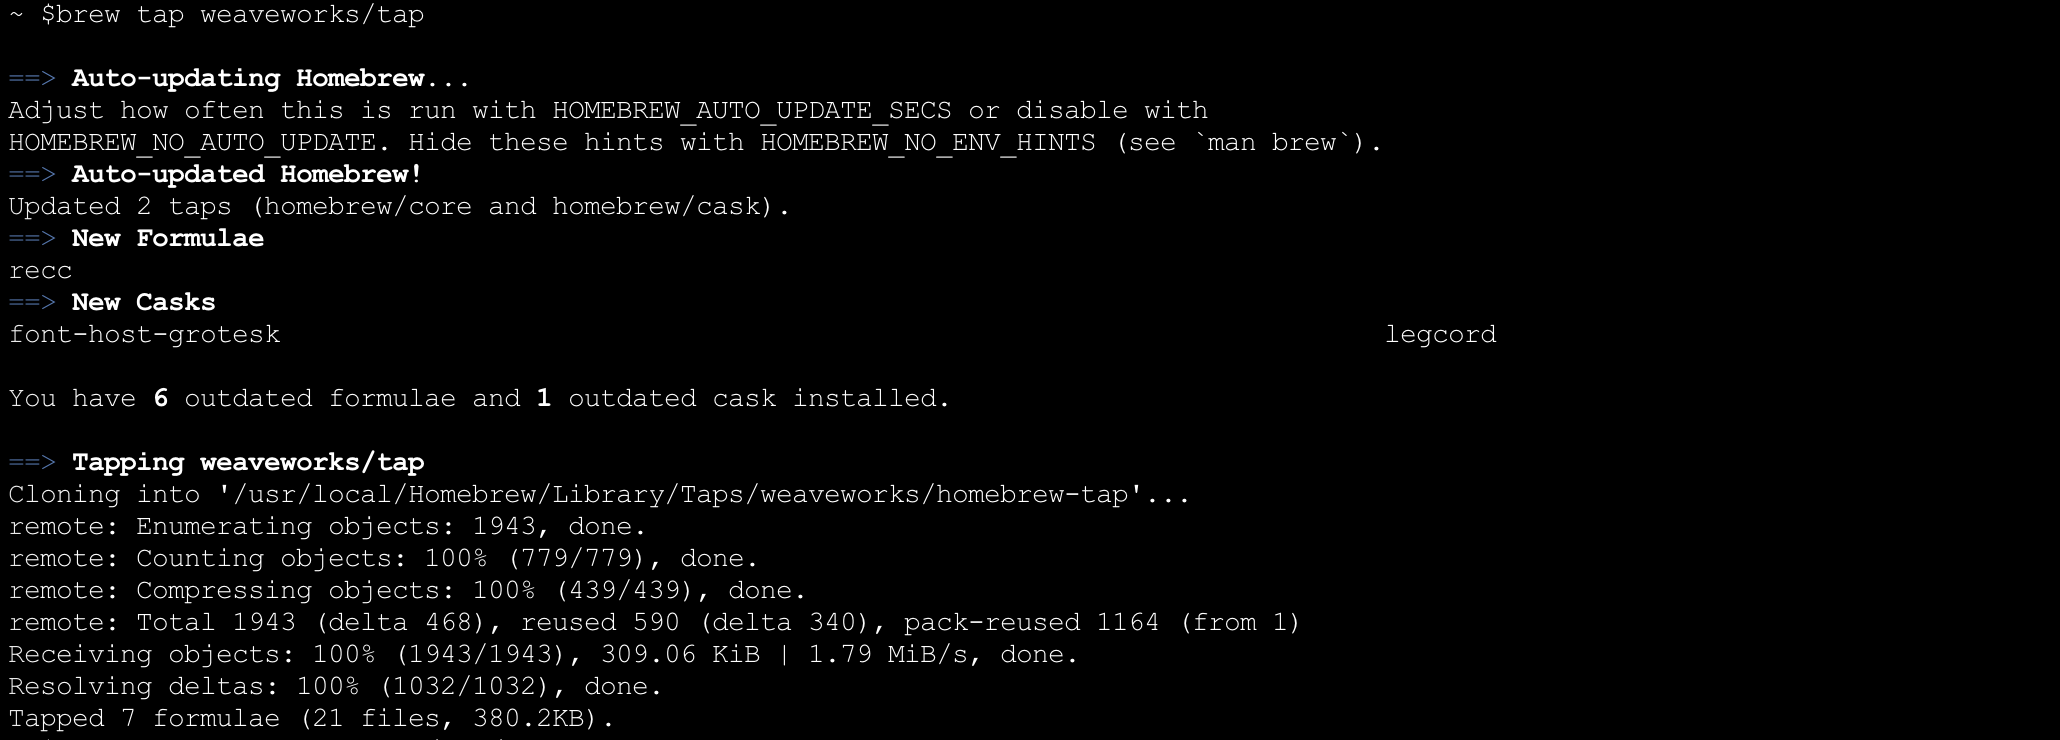 ~ $brew tap weaveworks/tap
==> Auto-updating Homebrew...
Adjust how often this is run with HOMEBREW_AUTO_UPDATE_SECS or disable with
HOMEBREW_NO_AUTO_UPDATE. Hide these hints with HOMEBREW_NO_ENV_HINTS (see `man brew`).
==> Auto-updated Homebrew!
Updated 2 taps (homebrew/core and homebrew/cask).
==> New Formulae
recc
==> New Casks
font-host-grotesk legcord
You have 6 outdated formulae and 1 outdated cask installed.
==> Tapping weaveworks/tap
Cloning into '/usr/local/Homebrew/Library/Taps/weaveworks/homebrew-tap'...
remote: Enumerating objects: 1943, done.
remote: Counting objects: 100% (779/779), done.
remote: Compressing objects: 100% (439/439), done.
remote: Total 1943 (delta 468), reused 590 (delta 340), pack-reused 1164 (from 1)
Receiving objects: 100% (1943/1943), 309.06 KiB | 1.79 MiB/s, done.
Resolving deltas: 100% (1032/1032), done.
Tapped 7 formulae (21 files, 380.2KB).